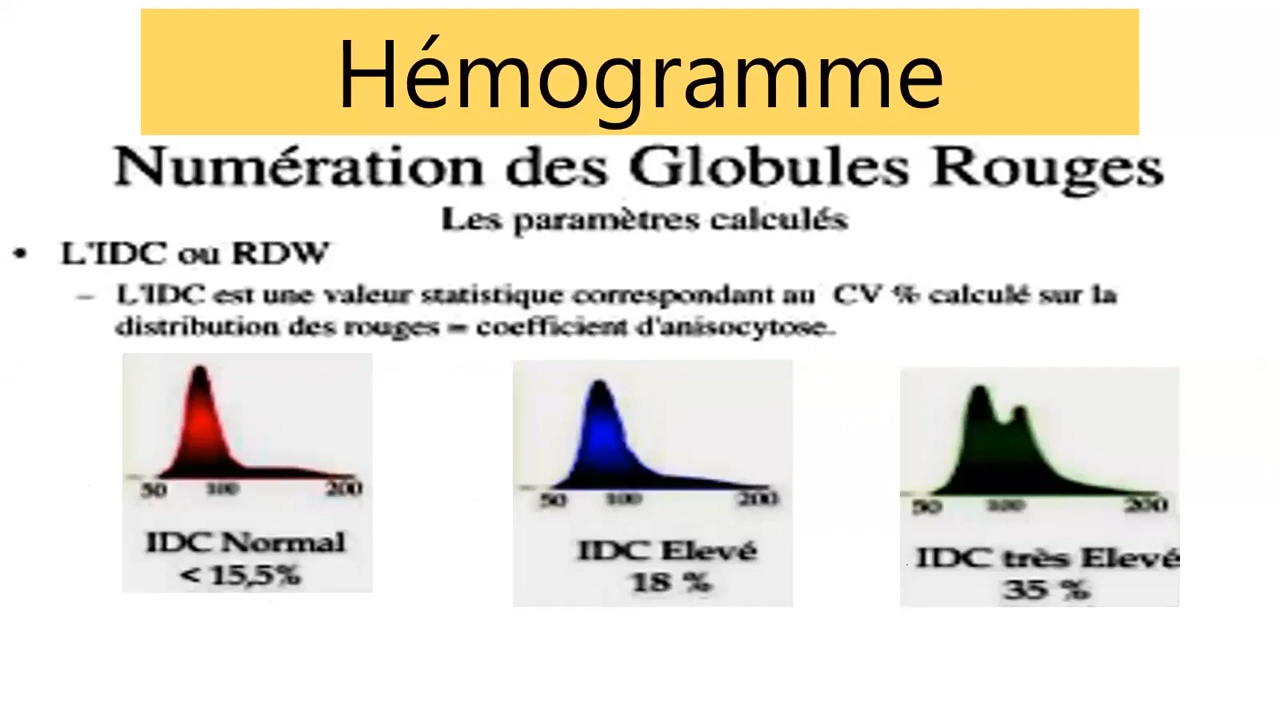 Hémogramme
Numération des Globules Rouges
Les paramètres calculés
• L'IDC ou RDW
– L'IDC est une valeur statistique correspondant au CV % calculé sur la
distribution des rouges = coefficient d'anisocytose.
50 100 200
IDC Normal
< 15,5%
50 100 200
IDC Elevé
18 %
50 100 200
IDC très Elevé
35 %